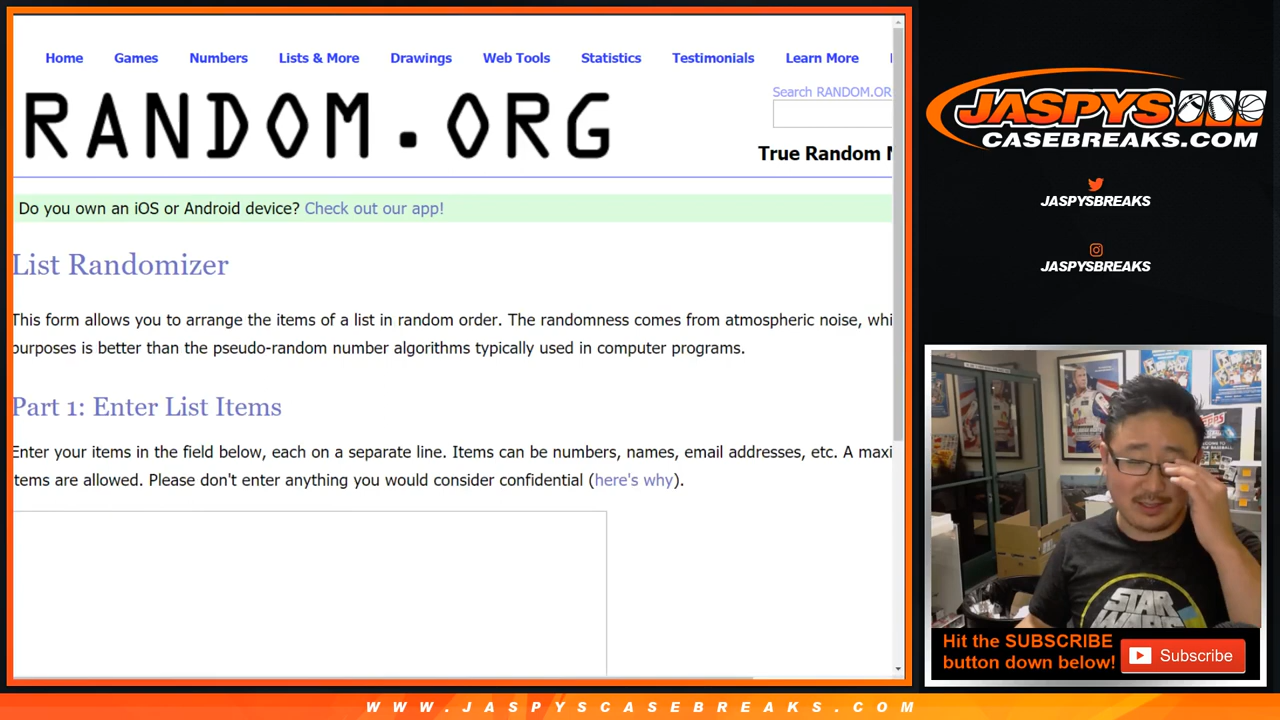 Home Games Numbers Lists & More Drawings Web Tools Statistics Testimonials Learn More
Search RANDOM.OR
RANDOM.ORG
True Random N
Do you own an iOS or Android device? Check out our app!
List Randomizer
This form allows you to arrange the items of a list in random order. The randomness comes from atmospheric noise, whi
purposes is better than the pseudo-random number algorithms typically used in computer programs.
Part 1: Enter List Items
Enter your items in the field below, each on a separate line. Items can be numbers, names, email addresses, etc. A maxi
tems are allowed. Please don't enter anything you would consider confidential (here's why).
JASPYS
CASEBREAKS.COM
JASPYSBREAKS
JASPYSBREAKS
STAR
WARS
Hit the SUBSCRIBE
button down below!
Subscribe
WWW.JASPYSCASEBREAKS.COM